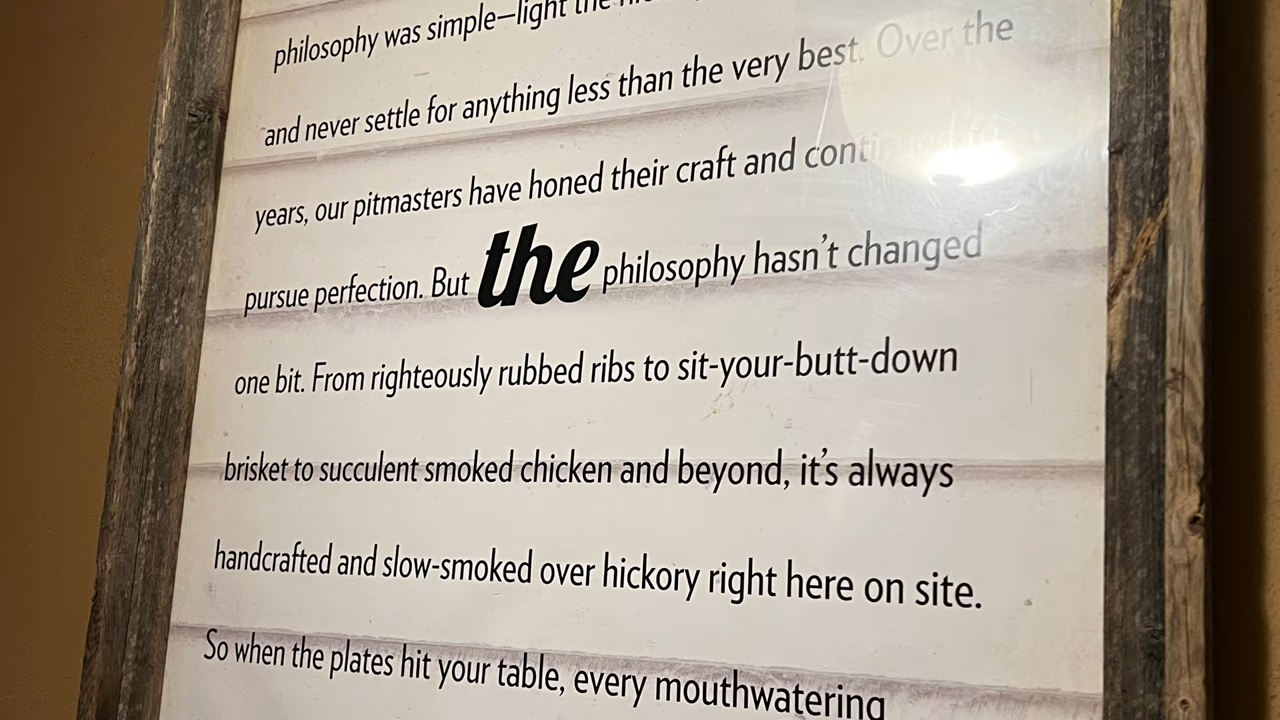 philosophy was simple—light the
and never settle for anything less than the very best. Over the
years, our pitmasters have honed their craft and
pursue perfection. But the philosophy hasn't changed
one bit. From righteously rubbed ribs to sit-your-butt-down
brisket to succulent smoked chicken and beyond, it's always
handcrafted and slow-smoked over hickory right here on site.
So when the plates hit your table, every mouthwatering